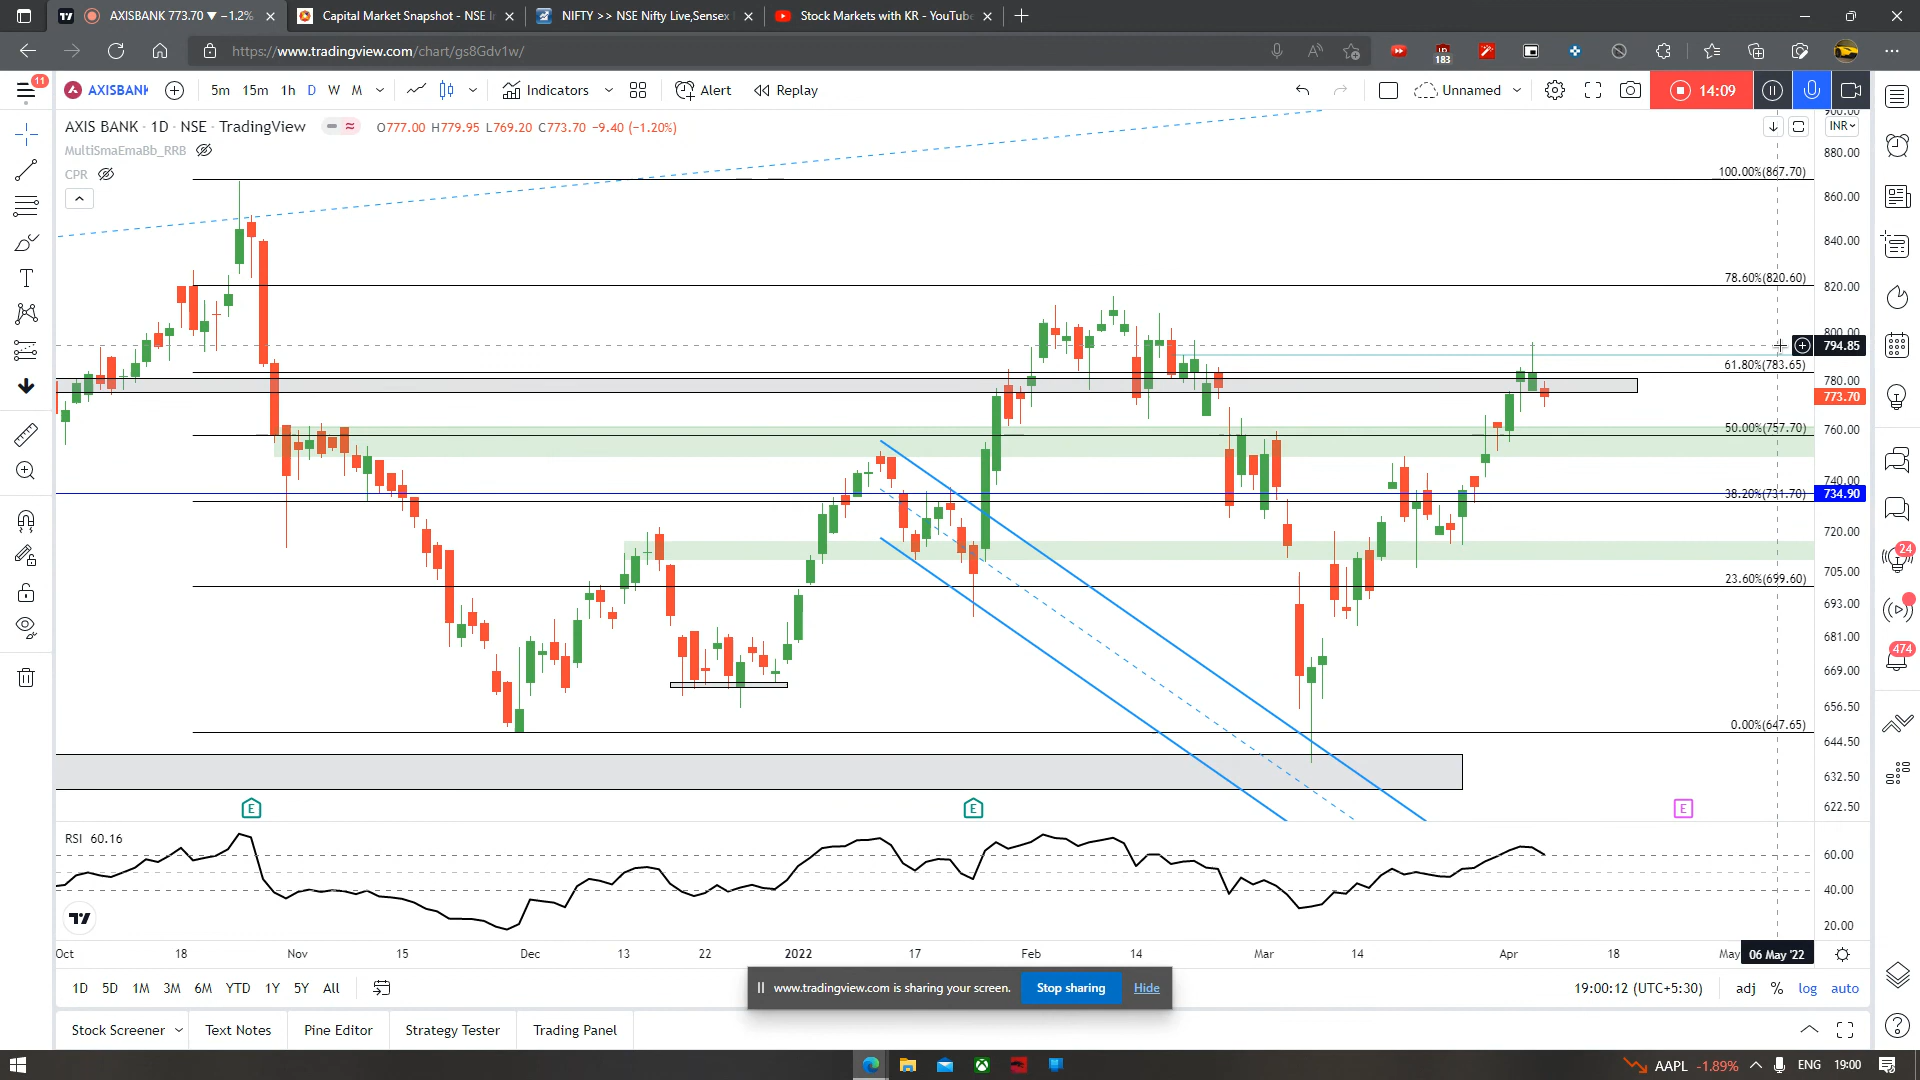 AXISBANK 773.70 ▼ −1.2%
Capital Market Snapshot - NSE I
NIFTY >> NSE Nifty Live,Sensex
Stock Markets with KR - YouTube
https://www.tradingview.com/chart/gs8Gdv1w/
183
11
AXISBANK
5m 15m 1h D W M
Indicators
Alert
Replay
Unnamed
14:09
AXIS BANK · 1D · NSE · TradingView
O777.00 H779.95 L769.20 C773.70 −9.40 (−1.20%)
INR
MultiSmaEmaBb_RRB
CPR
900.00
880.00
100.00%(867.70)
860.00
840.00
78.60%(820.60)
820.00
800.00
794.85
61.80%(783.65)
780.00
773.70
50.00%(757.70)
760.00
740.00
38.20%(731.70)
734.90
720.00
705.00
23.60%(699.60)
693.00
681.00
669.00
656.50
0.00%(647.65)
644.50
632.50
622.50
E E E
24
474
RSI 60.16
60.00
40.00
20.00
Oct 18 Nov 15 Dec 13 22 2022 17 Feb 14 Mar 14 Apr 18 May 06 May '22
1D 5D 1M 3M 6M YTD 1Y 5Y All
www.tradingview.com is sharing your screen. Stop sharing Hide
19:00:12 (UTC+5:30) adj % log auto
Stock Screener Text Notes Pine Editor Strategy Tester Trading Panel
AAPL -1.89% ENG 19:00